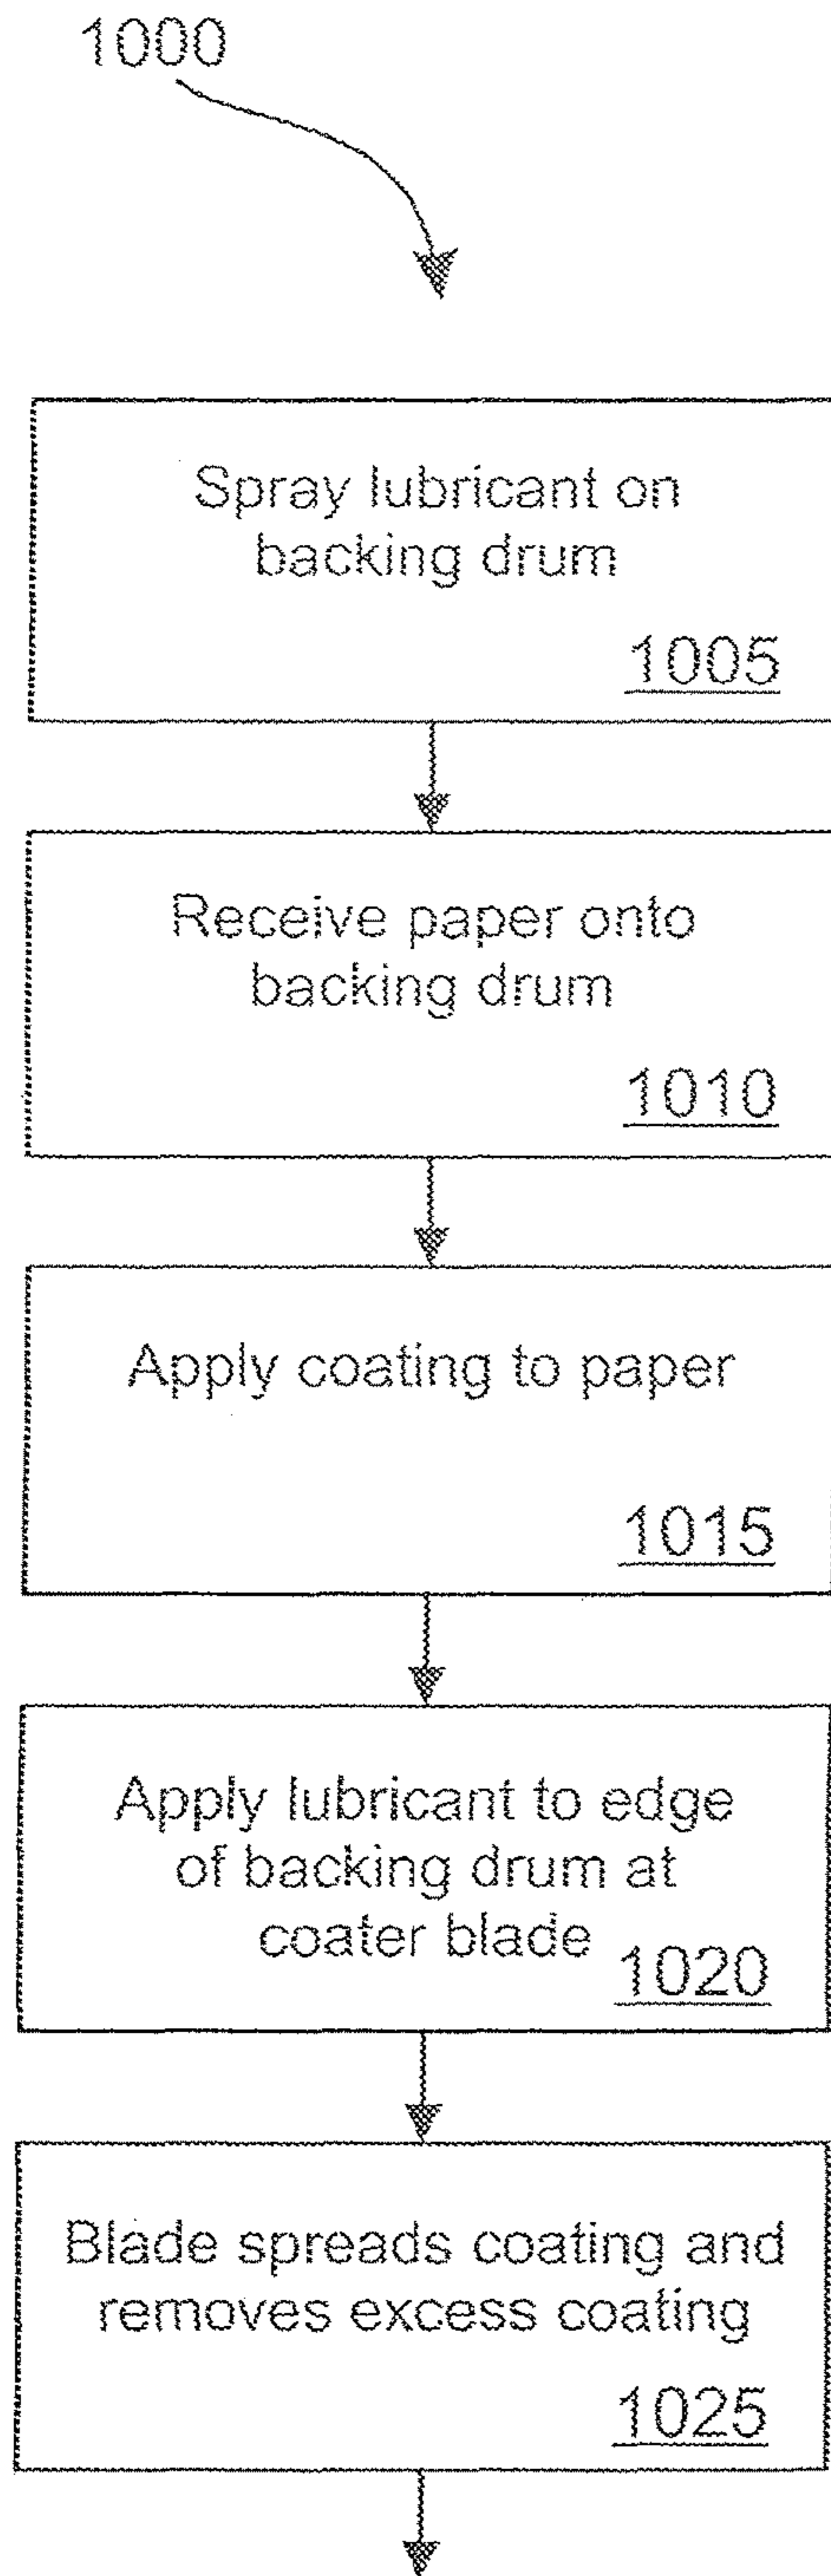 1000
Spray lubricant on
backing drum
1005
Receive paper onto
backing drum
1010
Apply coating to paper
1015
Apply lubricant to edge
of backing drum at
coater blade
1020
Blade spreads coating and
removes excess coating
1025